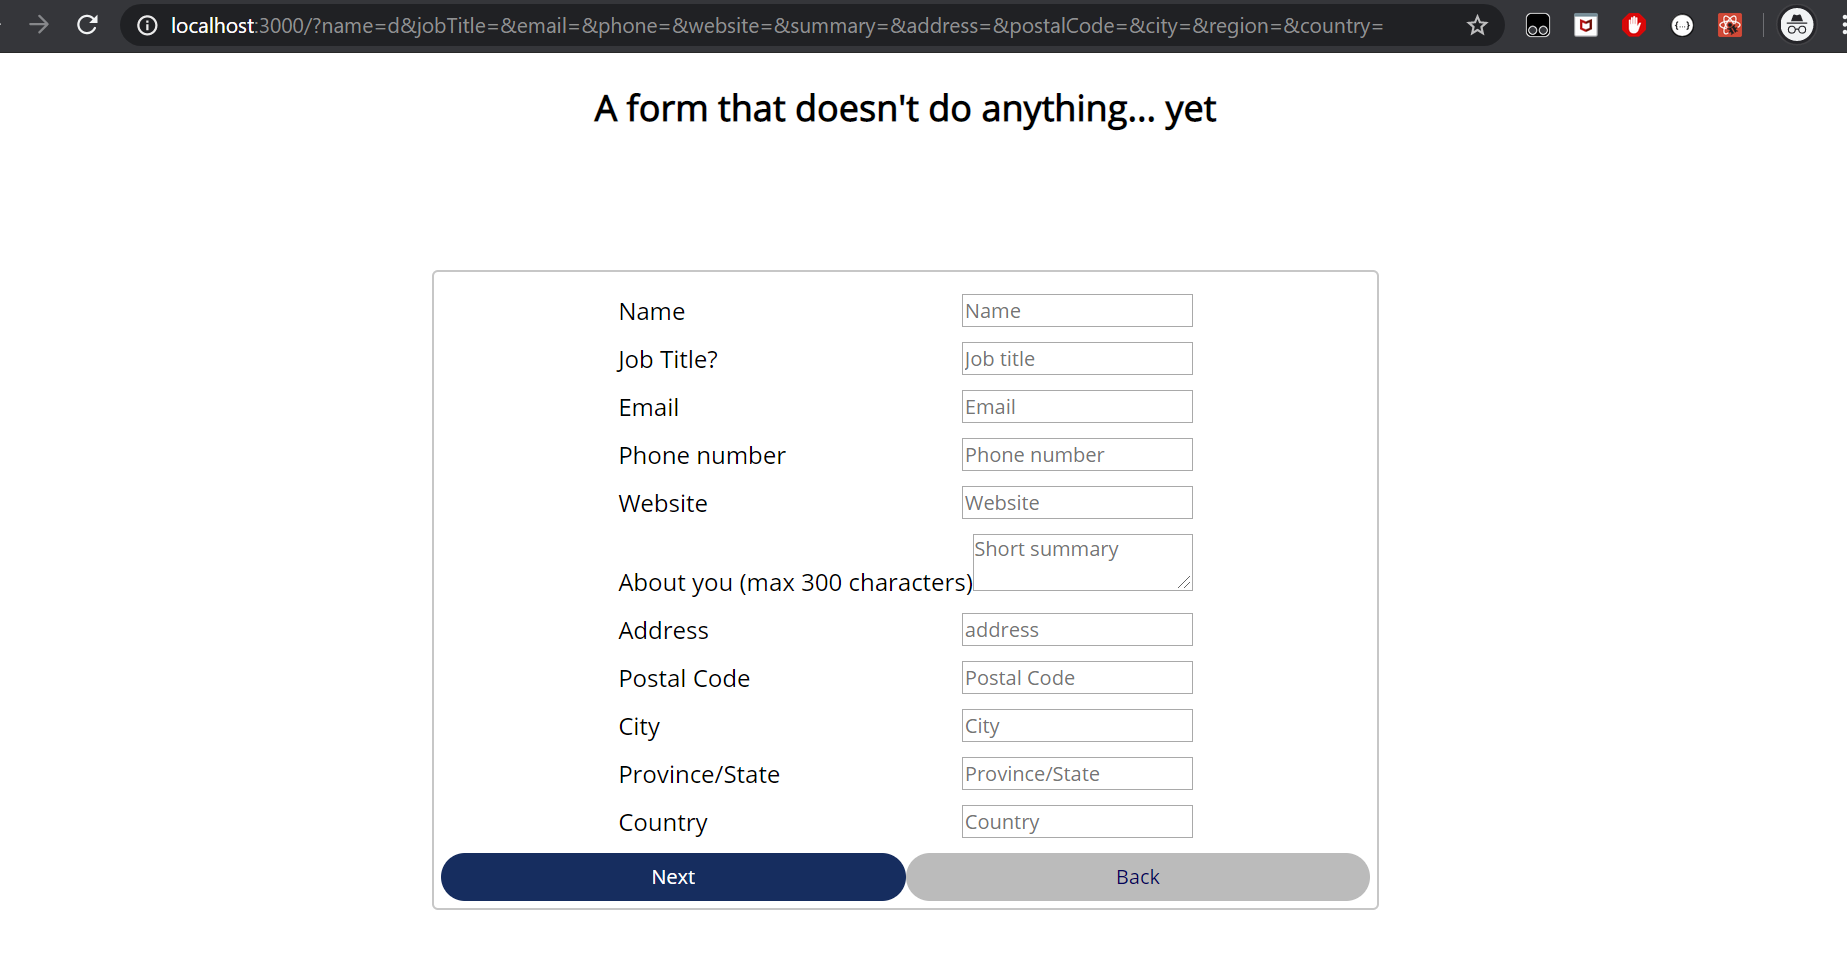 localhost:3000/?name=d&jobTitle=&email=&phone=&website=&summary=&address=&postalCode=&city=&region=&country=
A form that doesn't do anything... yet
Name Name
Job Title? Job title
Email Email
Phone number Phone number
Website Website
Short summary
About you (max 300 characters)
Address address
Postal Code Postal Code
City City
Province/State Province/State
Country Country
Next Back